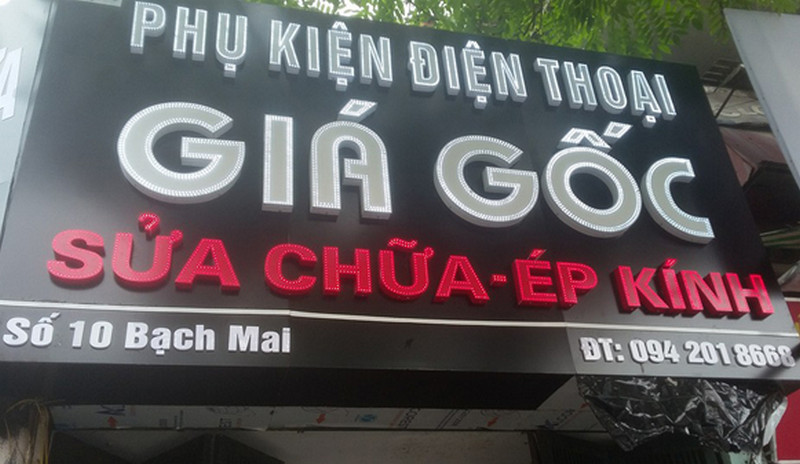 PHỤ KIỆN ĐIỆN THOẠI
GIÁ GỐC
SỬA CHỮA-ÉP KÍNH
Số 10 Bạch Mai
ĐT: 094 201 8668